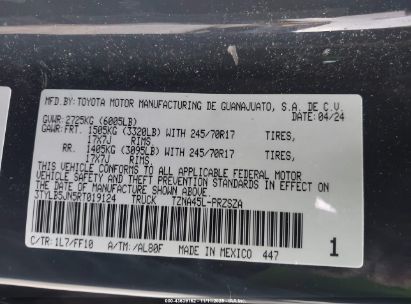 MFD.BY:TOYOTA MOTOR MANUFACTURING DE GUANAJUATO, S.A. DE C.V.
GVWR: 2725KG (6005LB) DATE: 04/24
GAWR:FRT. 1505KG (3320LB) WITH 245/70R17 TIRES,
17X7J RIMS
RR. 1405KG (3095LB) WITH 245/70R17 TIRES,
17X7J RIMS
THIS VEHICLE CONFORMS TO ALL APPLICABLE FEDERAL MOTOR
VEHICLE SAFETY AND THEFT PREVENTION STANDARDS IN EFFECT ON
THE DATE OF MANUFACTURE SHOWN ABOVE.
3TYLB5JN5RT019124 TRUCK TZNA45L-PRZSZA
C/TR:1L7/FF10 A/TM:/AL80F MADE IN MEXICO 447
1